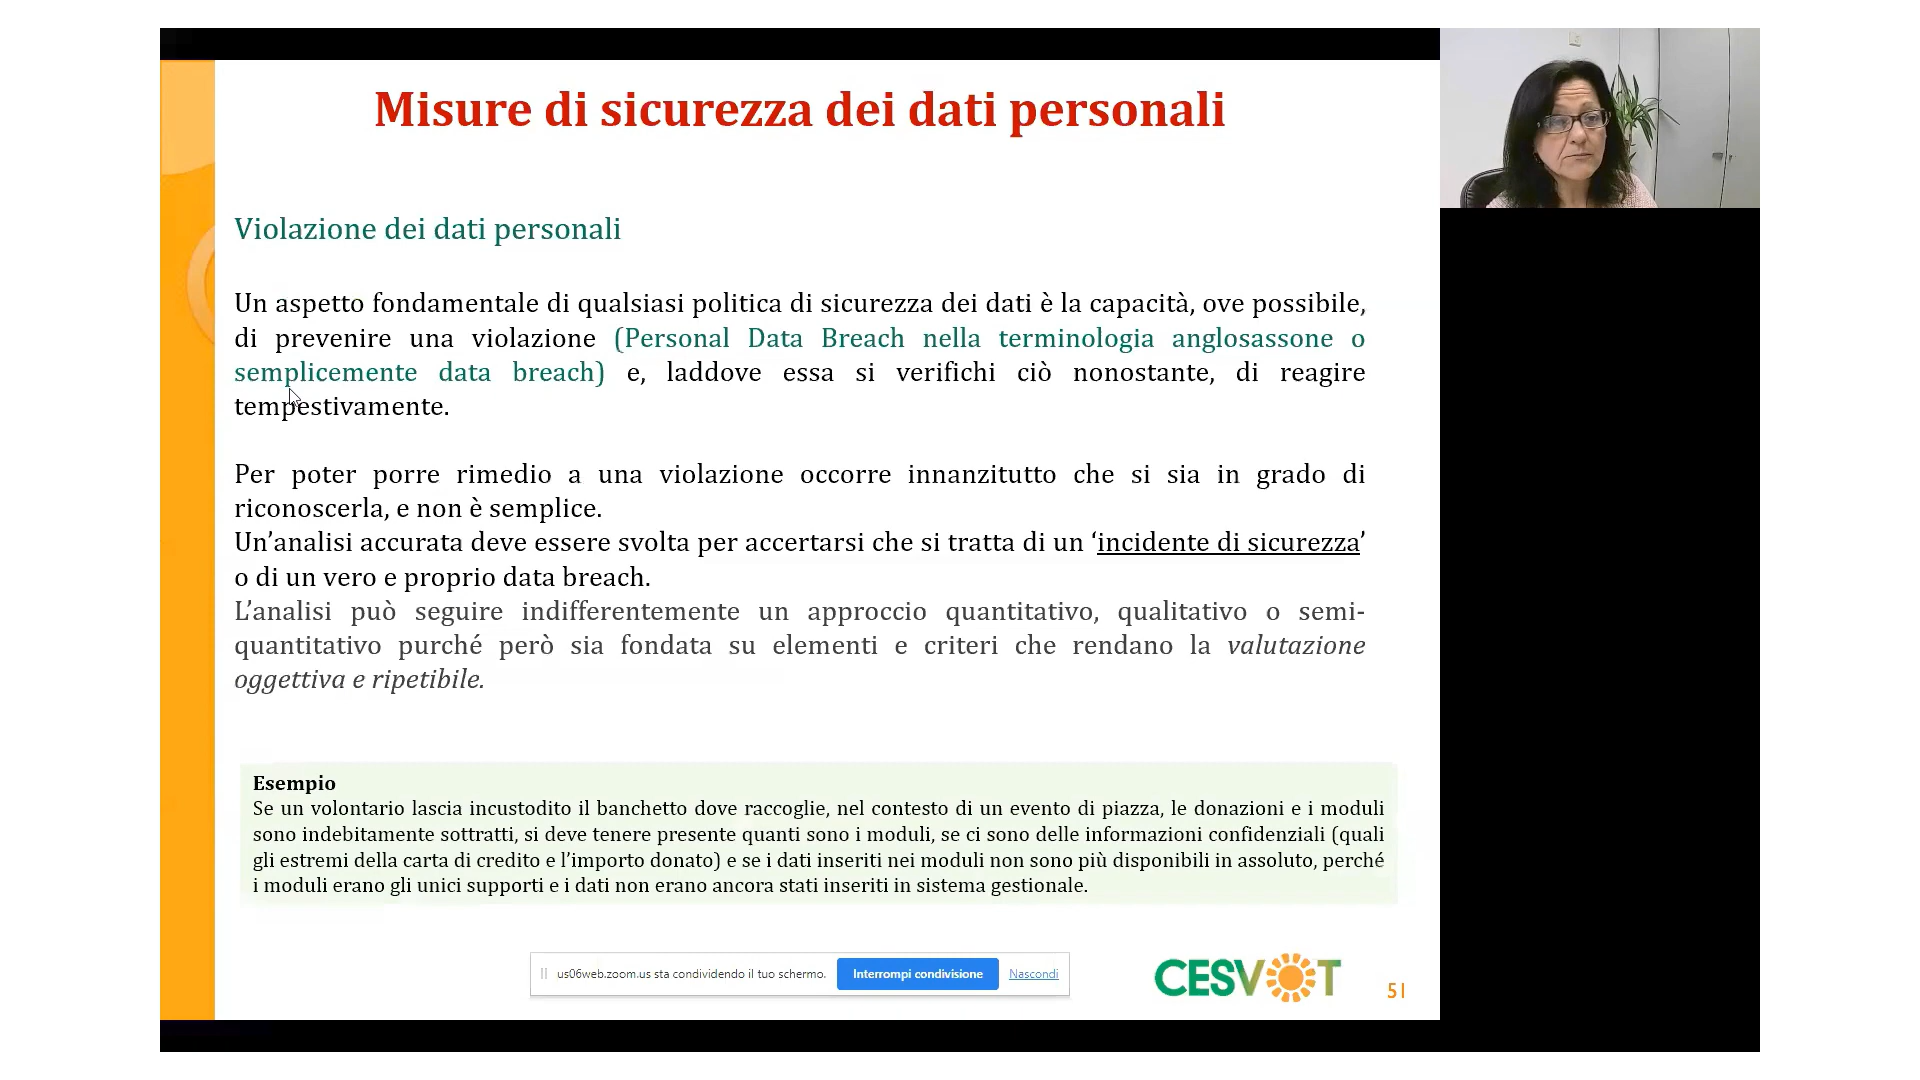 Misure di sicurezza dei dati personali
Violazione dei dati personali
Un aspetto fondamentale di qualsiasi politica di sicurezza dei dati è la capacità, ove possibile,
di prevenire una violazione (Personal Data Breach nella terminologia anglosassone o
semplicemente data breach) e, laddove essa si verifichi ciò nonostante, di reagire
tempestivamente.
Per poter porre rimedio a una violazione occorre innanzitutto che si sia in grado di
riconoscerla, e non è semplice.
Un’analisi accurata deve essere svolta per accertarsi che si tratta di un ‘incidente di sicurezza’
o di un vero e proprio data breach.
L’analisi può seguire indifferentemente un approccio quantitativo, qualitativo o semi-
quantitativo purché però sia fondata su elementi e criteri che rendano la valutazione
oggettiva e ripetibile.
Esempio
Se un volontario lascia incustodito il banchetto dove raccoglie, nel contesto di un evento di piazza, le donazioni e i moduli
sono indebitamente sottratti, si deve tenere presente quanti sono i moduli, se ci sono delle informazioni confidenziali (quali
gli estremi della carta di credito e l’importo donato) e se i dati inseriti nei moduli non sono più disponibili in assoluto, perché
i moduli erano gli unici supporti e i dati non erano ancora stati inseriti in sistema gestionale.
us06web.zoom.us sta condividendo il tuo schermo. Interrompi condivisione Nascondi
CESVOT
51